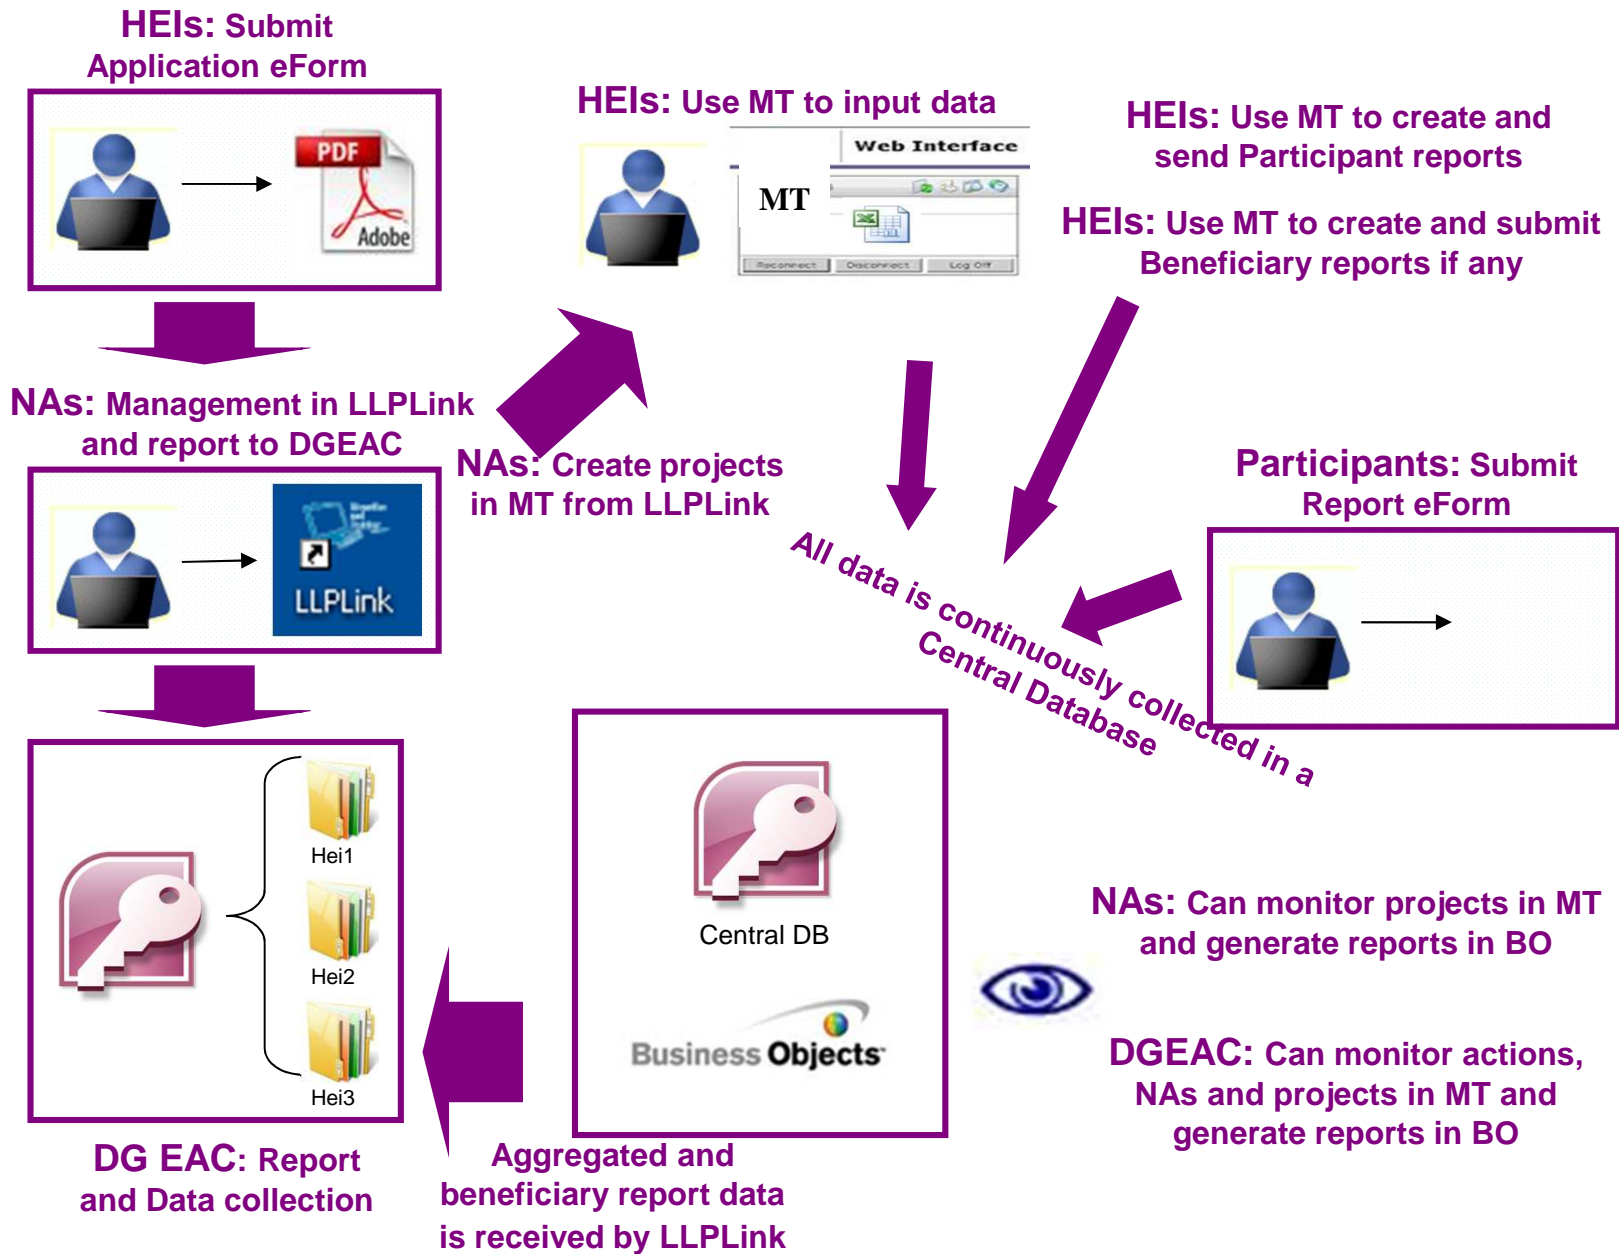 HEIs: Submit
Application eForm
PDF
Adobe
HEIs: Use MT to input data
Web Interface
MT
Reconnect
Disconnect
Log Off
HEIs: Use MT to create and
send Participant reports
HEIs: Use MT to create and submit
Beneficiary reports if any
NAs: Management in LLPLink
and report to DGEAC
LLPLink
NAs: Create projects
in MT from LLPLink
Participants: Submit
Report eForm
All data is continuously collected in a
Central Database
Hei1
Hei2
Hei3
DG EAC: Report
and Data collection
Central DB
Business Objects
Aggregated and
beneficiary report data
is received by LLPLink
NAs: Can monitor projects in MT
and generate reports in BO
DGEAC: Can monitor actions,
NAs and projects in MT and
generate reports in BO